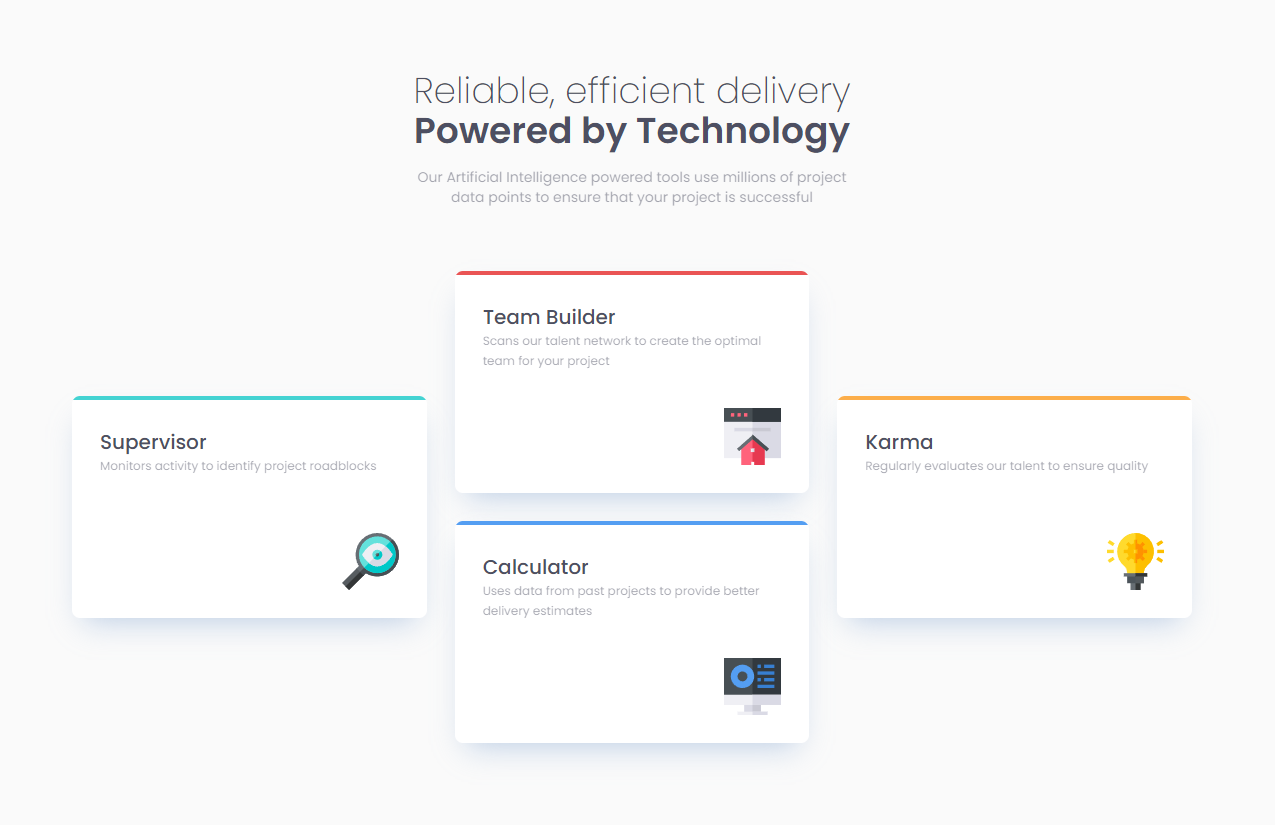 Reliable, efficient delivery
Powered by Technology
Our Artificial Intelligence powered tools use millions of project
data points to ensure that your project is successful
Supervisor
Monitors activity to identify project roadblocks
Team Builder
Scans our talent network to create the optimal
team for your project
Calculator
Uses data from past projects to provide better
delivery estimates
Karma
Regularly evaluates our talent to ensure quality